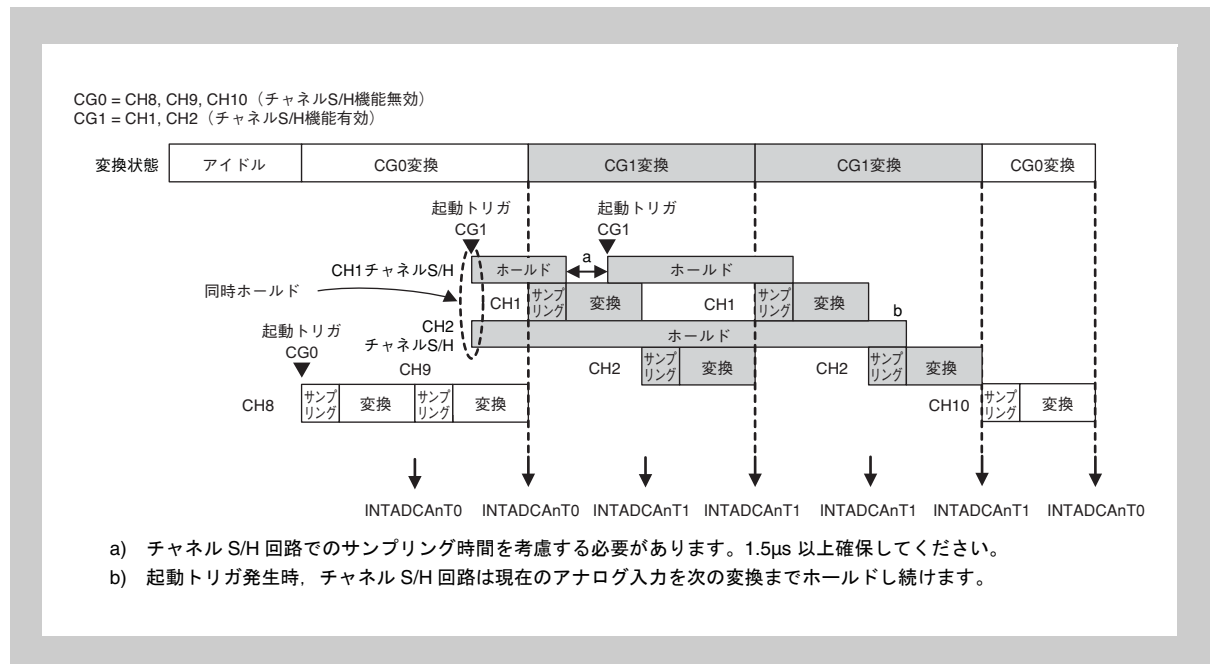 CG0 = CH8, CH9, CH10（チャネルS/H機能無効）
CG1 = CH1, CH2（チャネルS/H機能有効）
変換状態 アイドル CG0変換 CG1変換 CG1変換 CG0変換
起動トリガ 起動トリガ
CG1 CG1
a
CH1チャネルS/H ホールド ホールド
同時ホールド
CH1 サンプリング 変換 CH1 サンプリング 変換
b
CH2
チャネルS/H
ホールド
起動トリガ
CG0
CH9
CH2 サンプリング 変換 CH2 サンプリング 変換
CH8 サンプリング 変換 サンプリング 変換 CH10 サンプリング 変換
INTADCAnT0 INTADCAnT0 INTADCAnT1 INTADCAnT1 INTADCAnT1 INTADCAnT1 INTADCAnT0
a) チャネル S/H 回路でのサンプリング時間を考慮する必要があります。1.5μs 以上確保してください。
b) 起動トリガ発生時，チャネル S/H 回路は現在のアナログ入力を次の変換までホールドし続けます。